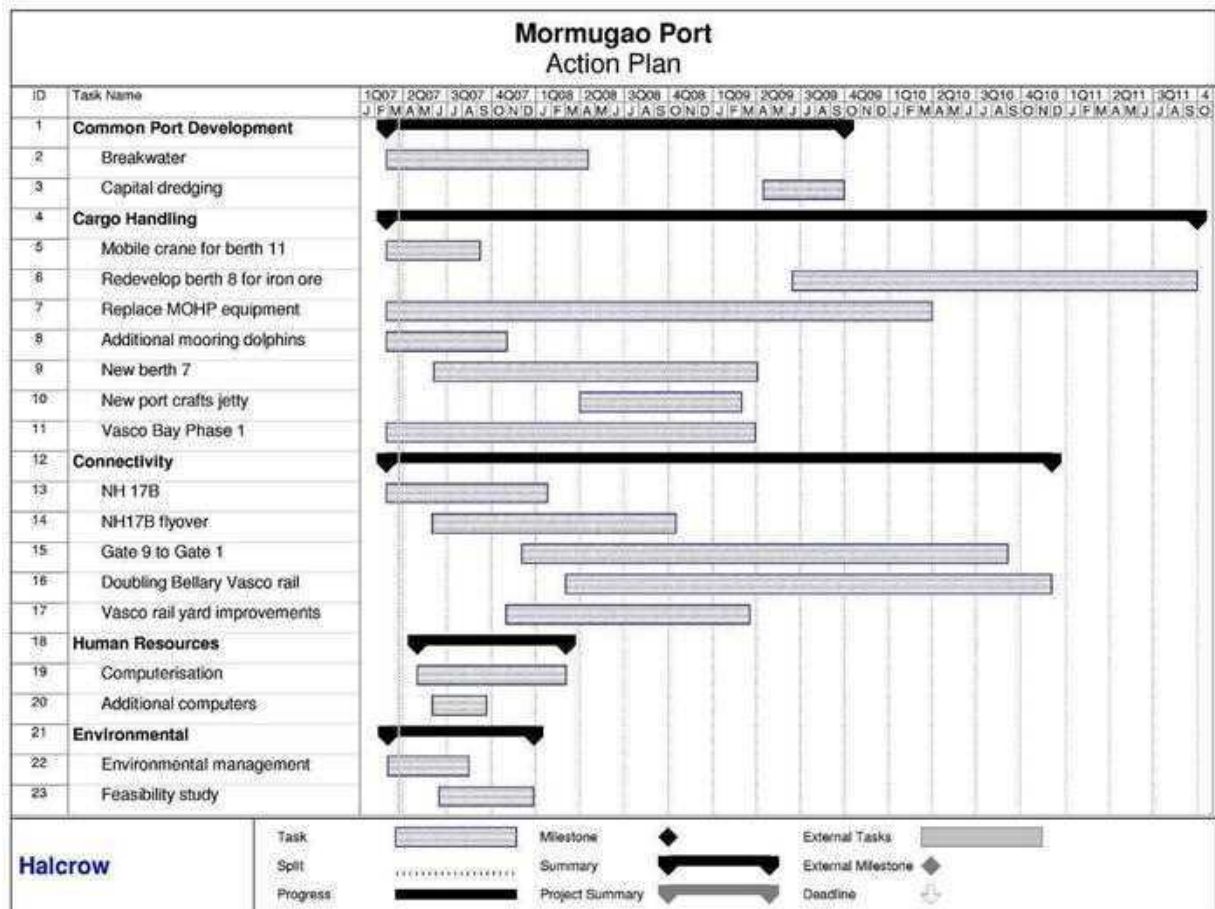 Mormugao Port
Action Plan
ID Task Name 1Q07 2Q07 3Q07 4Q07 1Q08 2Q08 3Q08 4Q08 1Q09 2Q09 3Q09 4Q09 1Q10 2Q10 3Q10 4Q10 1Q11 2Q11 3Q11 4
J F M A M J J A S O N D J F M A M J J A S O N D J F M A M J J A S O N D J F M A M J J A S O N D J F M A M J J A S O
1 Common Port Development
2 Breakwater
3 Capital dredging
4 Cargo Handling
5 Mobile crane for berth 11
6 Redevelop berth 8 for iron ore
7 Replace MOHP equipment
8 Additional mooring dolphins
9 New berth 7
10 New port crafts jetty
11 Vasco Bay Phase 1
12 Connectivity
13 NH 17B
14 NH17B flyover
15 Gate 9 to Gate 1
16 Doubling Bellary Vasco rail
17 Vasco rail yard improvements
18 Human Resources
19 Computerisation
20 Additional computers
21 Environmental
22 Environmental management
23 Feasibility study
Halcrow
Task Milestone External Tasks
Split Summary External Milestone
Progress Project Summary Deadline